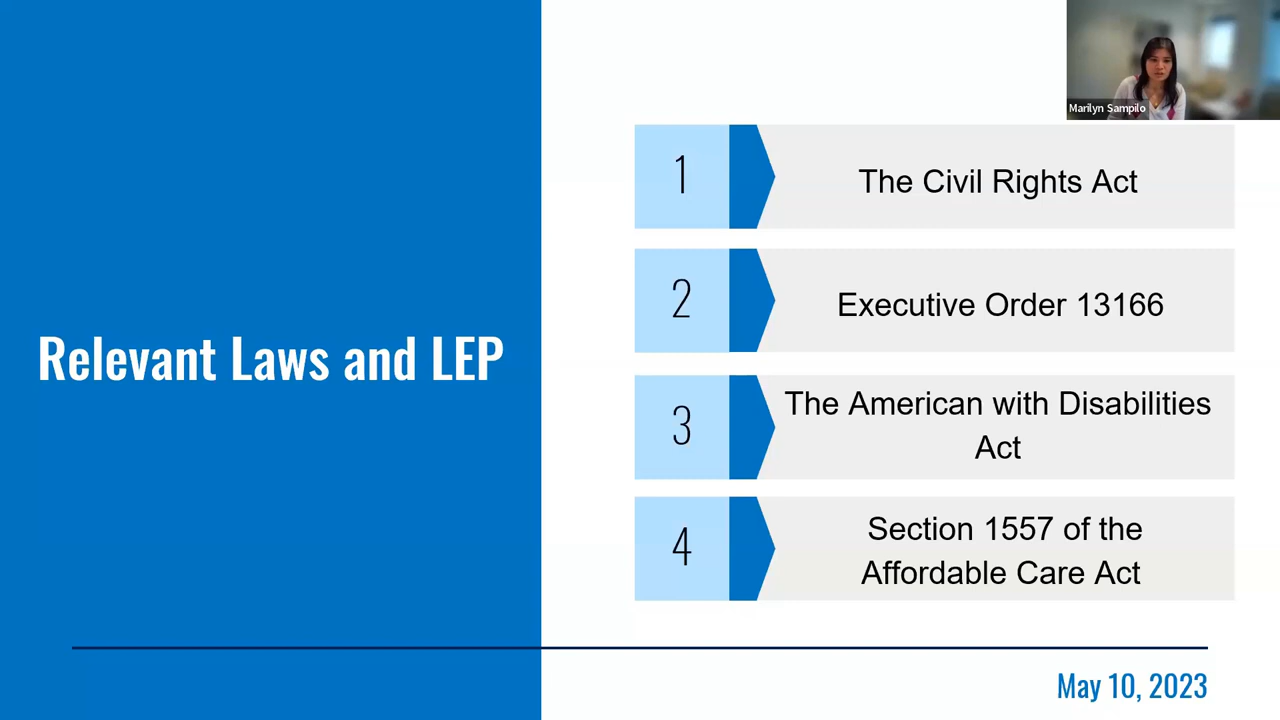 Marilyn Sampilo
Relevant Laws and LEP
1
The Civil Rights Act
2
Executive Order 13166
3
The American with Disabilities
Act
4
Section 1557 of the
Affordable Care Act
May 10, 2023